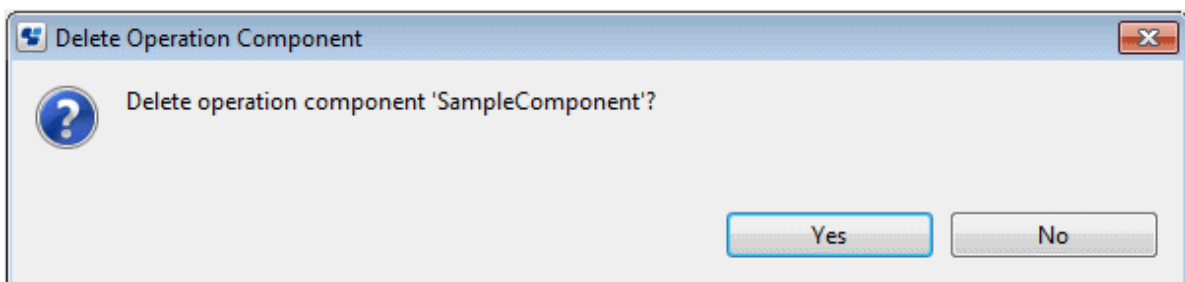 Delete Operation Component
Delete operation component 'SampleComponent'?
Yes No